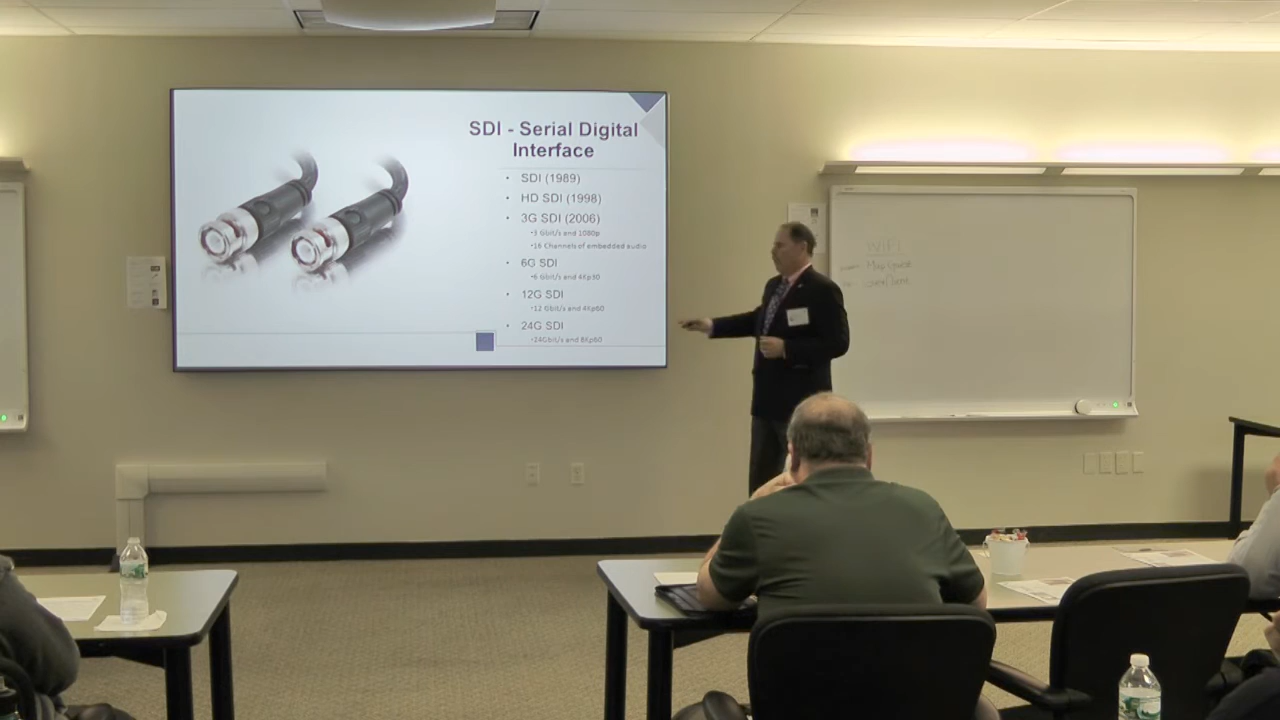 SDI - Serial Digital
Interface
• SDI (1989)
• HD SDI (1998)
• 3G SDI (2006)
•3 Gbit/s and 1080p
•16 Channels of embedded audio
• 6G SDI
•6 Gbit/s and 4Kp30
• 12G SDI
•12 Gbit/s and 4Kp60
• 24G SDI
•24Gbit/s and 8Kp60
WIFI